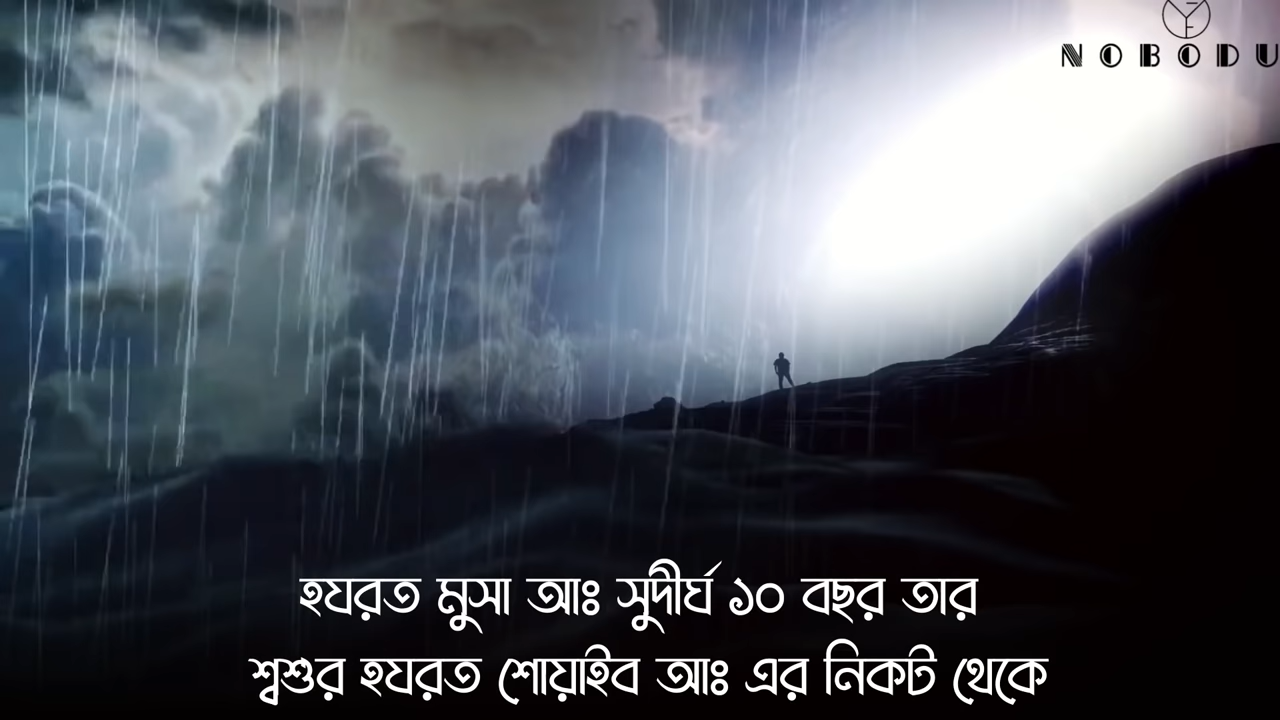 NOBODU
হযরত মুসা আঃ সুদীর্ঘ ১০ বছর তার
শ্বশুর হযরত শোয়াইব আঃ এর নিকট থেকে